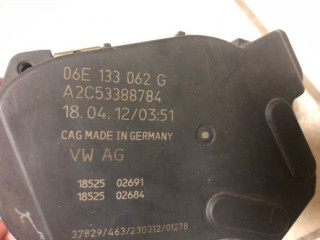 06E 133 062 G
A2C53388784
18.04.12/03:51
CAG MADE IN GERMANY
VW AG
18525 02691
18525 02684
37829/463/230312/01278